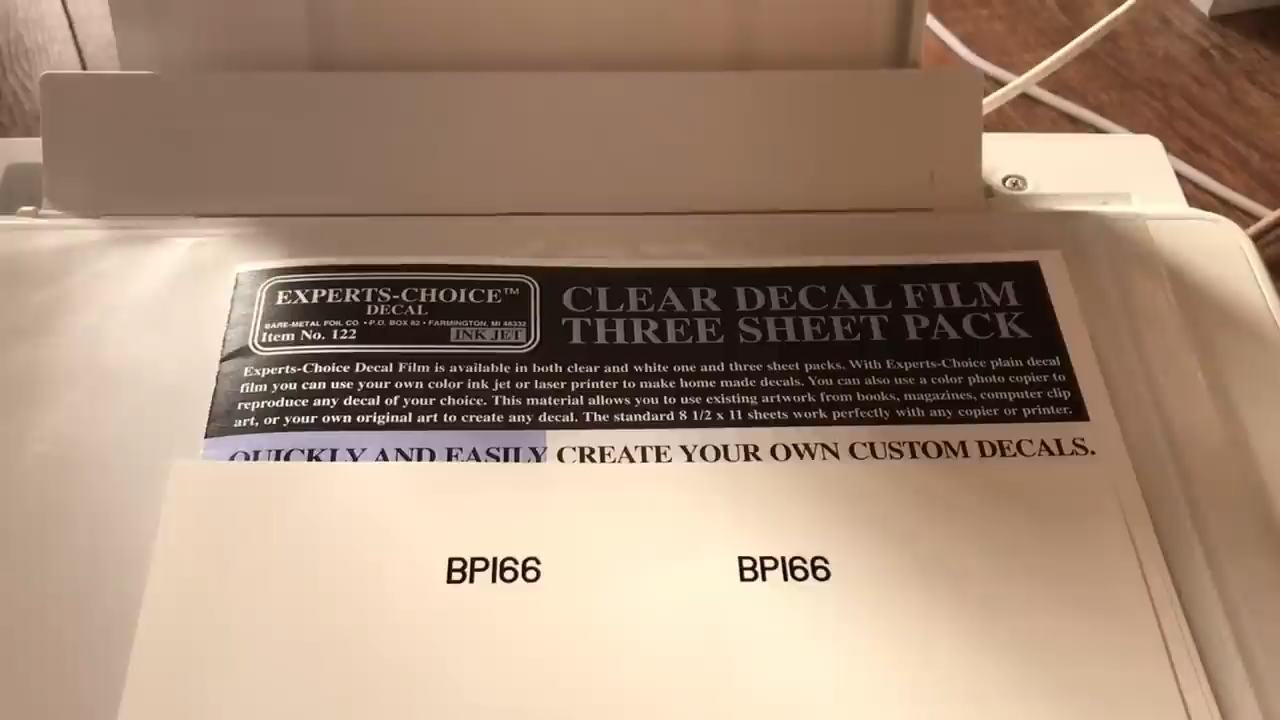 EXPERTS-CHOICE™
DECAL
BARE-METAL FOIL CO. • P.O. BOX 82 • FARMINGTON, MI 48332
Item No. 122 INK JET
CLEAR DECAL FILM
THREE SHEET PACK
Experts-Choice Decal Film is available in both clear and white one and three sheet packs. With Experts-Choice plain decal
film you can use your own color ink jet or laser printer to make home made decals. You can also use a color photo copier to
reproduce any decal of your choice. This material allows you to use existing artwork from books, magazines, computer clip
art, or your own original art to create any decal. The standard 8 1/2 x 11 sheets work perfectly with any copier or printer.
QUICKLY AND EASILY CREATE YOUR OWN CUSTOM DECALS.
BPI66 BPI66